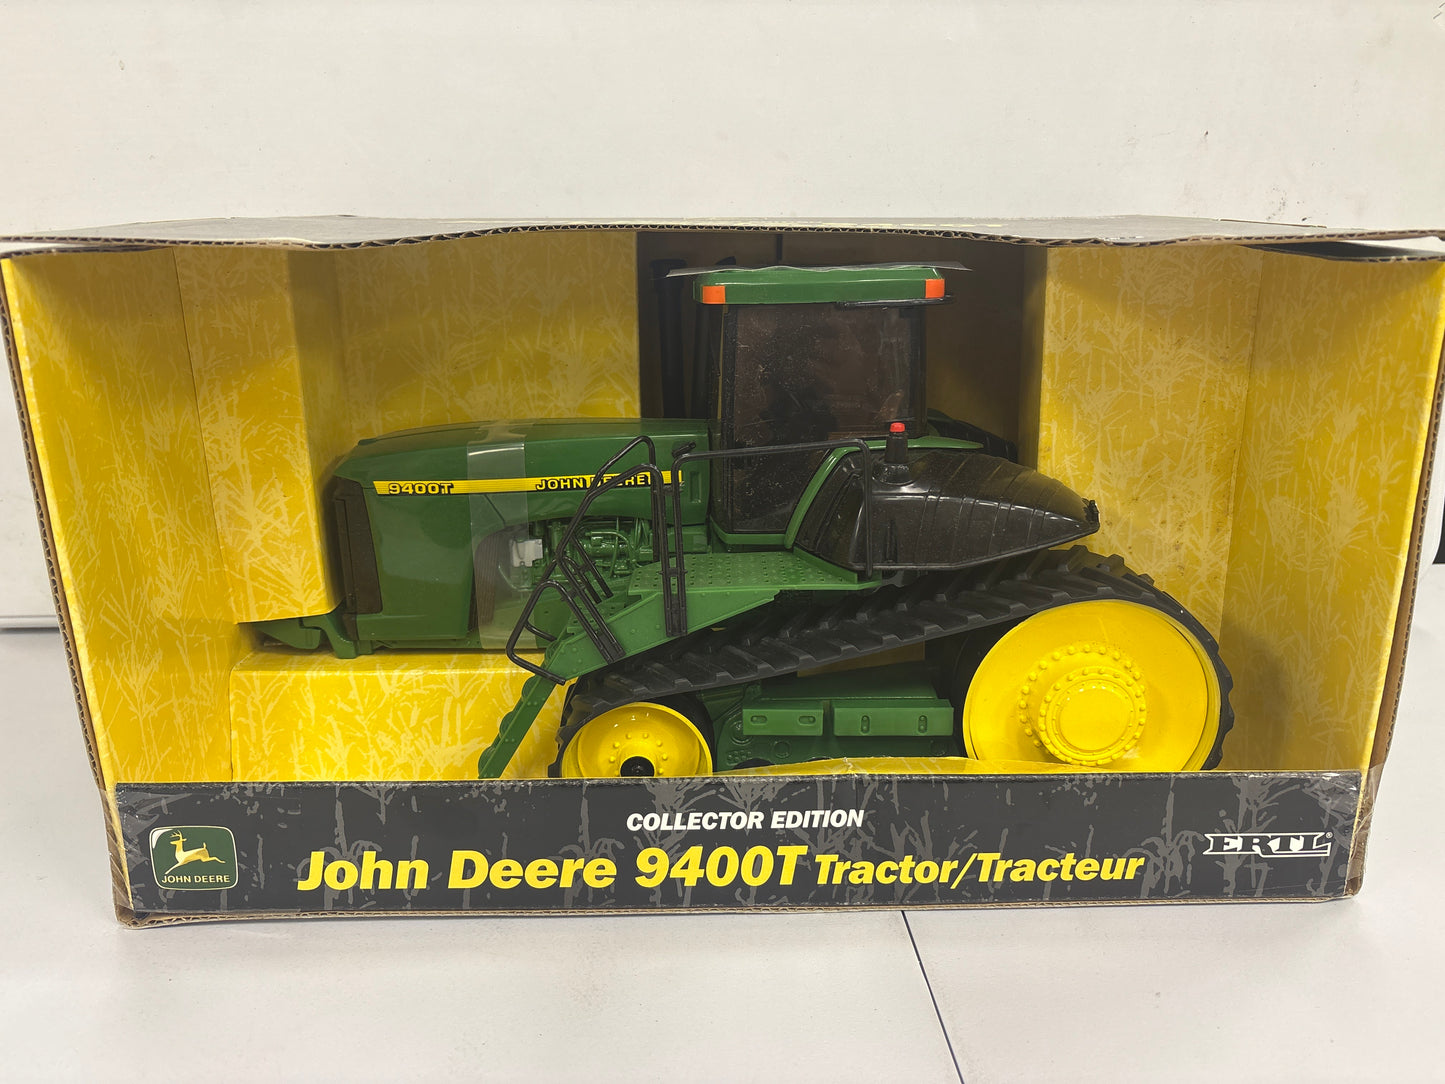 9400T JOHN DEERE
COLLECTOR EDITION
John Deere 9400T Tractor/Tracteur
JOHN DEERE
ERTL®